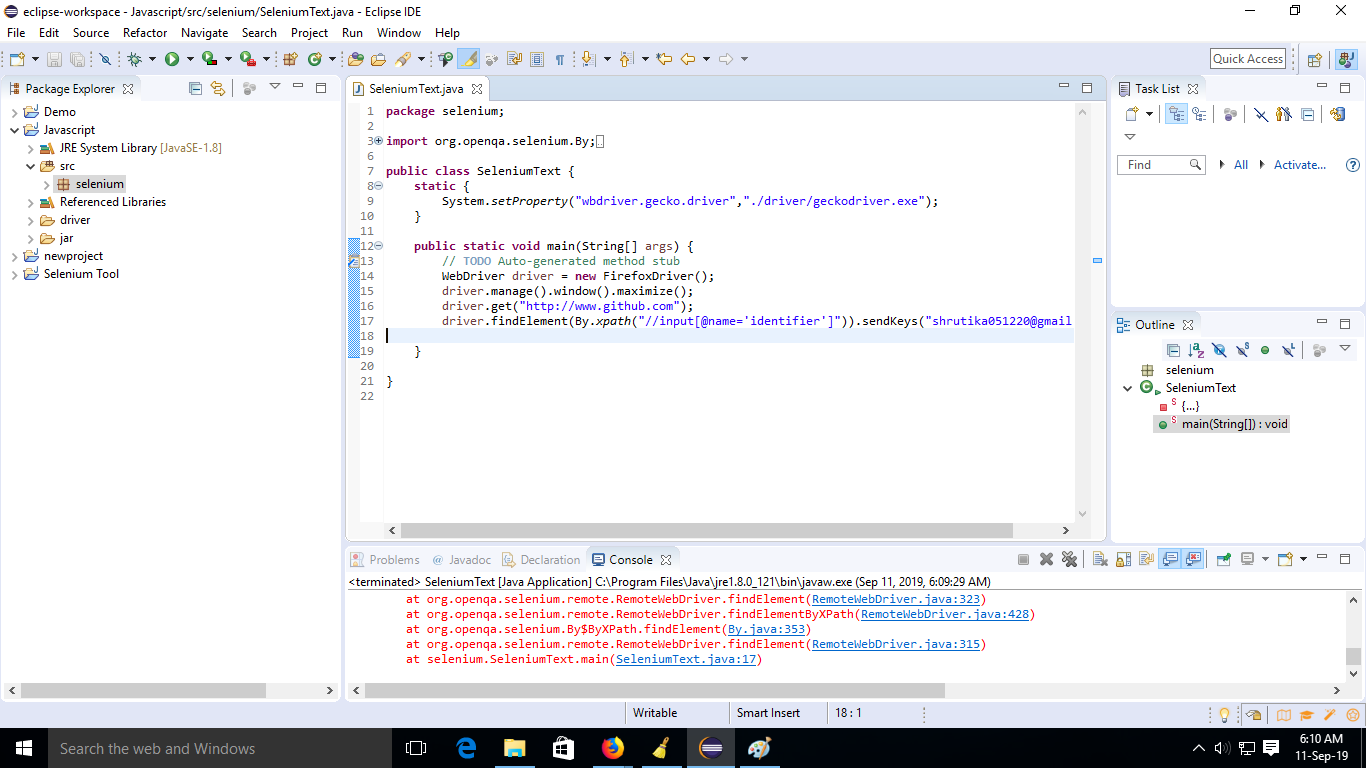 eclipse-workspace - Javascript/src/selenium/SeleniumText.java - Eclipse IDE
File Edit Source Refactor Navigate Search Project Run Window Help
Quick Access
Package Explorer
Demo
Javascript
JRE System Library [JavaSE-1.8]
src
selenium
Referenced Libraries
driver
jar
newproject
Selenium Tool
SeleniumText.java
1 package selenium;
2
3 import org.openqa.selenium.By;
6
7 public class SeleniumText {
8 static {
9 System.setProperty("wbdriver.gecko.driver","./driver/geckodriver.exe");
10 }
11
12 public static void main(String[] args) {
13 // TODO Auto-generated method stub
14 WebDriver driver = new FirefoxDriver();
15 driver.manage().window().maximize();
16 driver.get("http://www.github.com");
17 driver.findElement(By.xpath("//input[@name='identifier']")).sendKeys("shrutika051220@gmail
18
19 }
20
21 }
22
Task List
Find All Activate...
Outline
selenium
SeleniumText
{...}
main(String[]) : void
Problems @ Javadoc Declaration Console
<terminated> SeleniumText [Java Application] C:\Program Files\Java\jre1.8.0_121\bin\javaw.exe (Sep 11, 2019, 6:09:29 AM)
at org.openqa.selenium.remote.RemoteWebDriver.findElement(RemoteWebDriver.java:323)
at org.openqa.selenium.remote.RemoteWebDriver.findElementByXPath(RemoteWebDriver.java:428)
at org.openqa.selenium.By$ByXPath.findElement(By.java:353)
at org.openqa.selenium.remote.RemoteWebDriver.findElement(RemoteWebDriver.java:315)
at selenium.SeleniumText.main(SeleniumText.java:17)
Writable Smart Insert 18 : 1
Search the web and Windows
6:10 AM
11-Sep-19